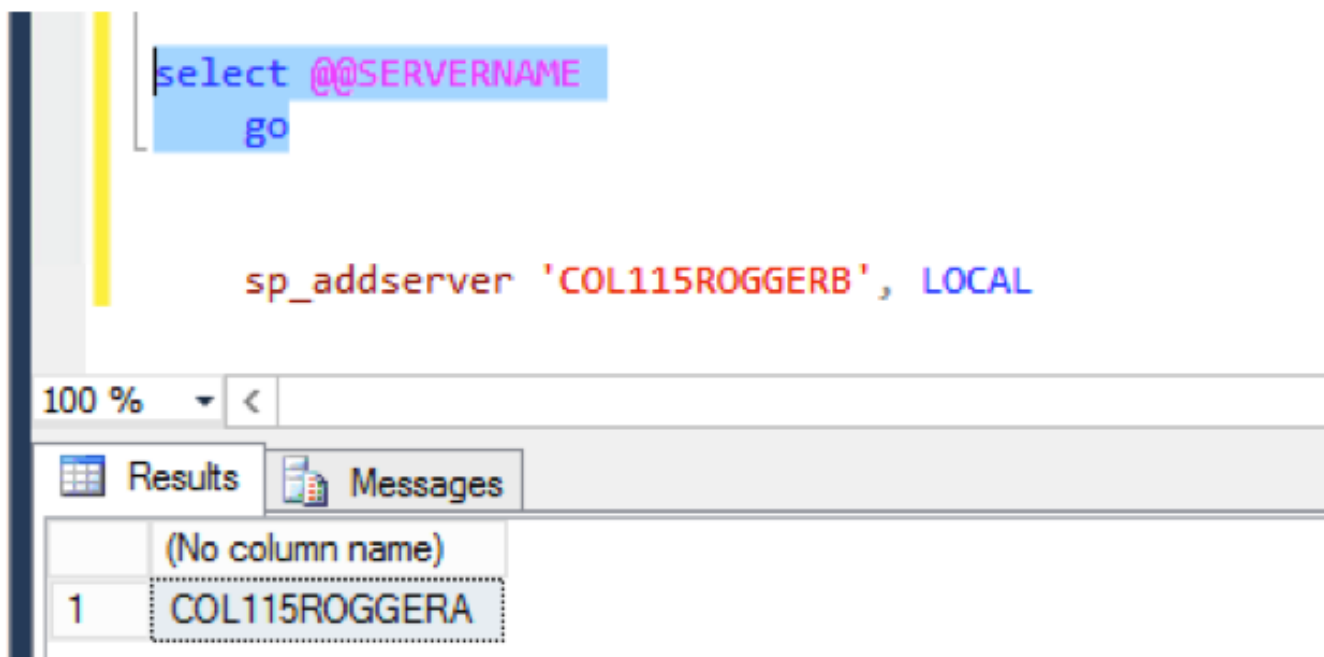 select @@SERVERNAME
go
sp_addserver 'COL115ROGGERB', LOCAL
100 %
Results Messages
(No column name)
1 COL115ROGGERA